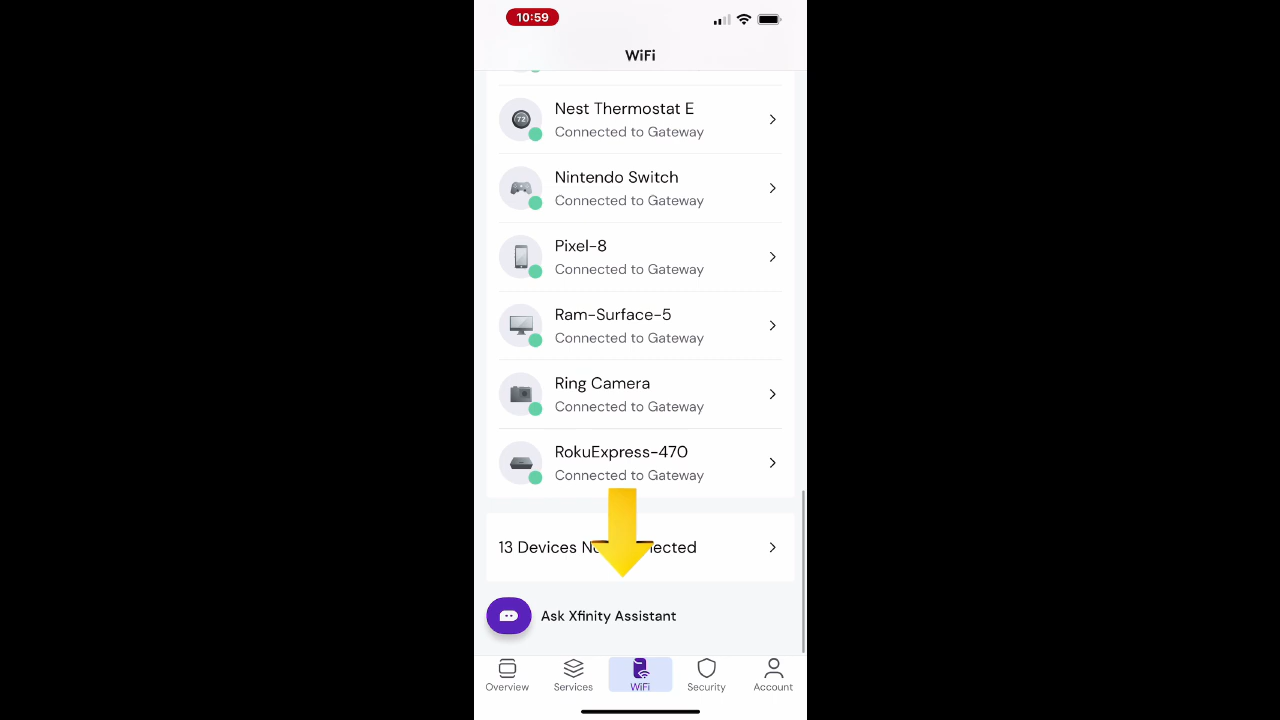 10:59
WiFi
72
Nest Thermostat E
Connected to Gateway
Nintendo Switch
Connected to Gateway
Pixel-8
Connected to Gateway
Ram-Surface-5
Connected to Gateway
Ring Camera
Connected to Gateway
RokuExpress-470
Connected to Gateway
13 Devices
Ask Xfinity Assistant
Overview
Services
WiFi
Security
Account